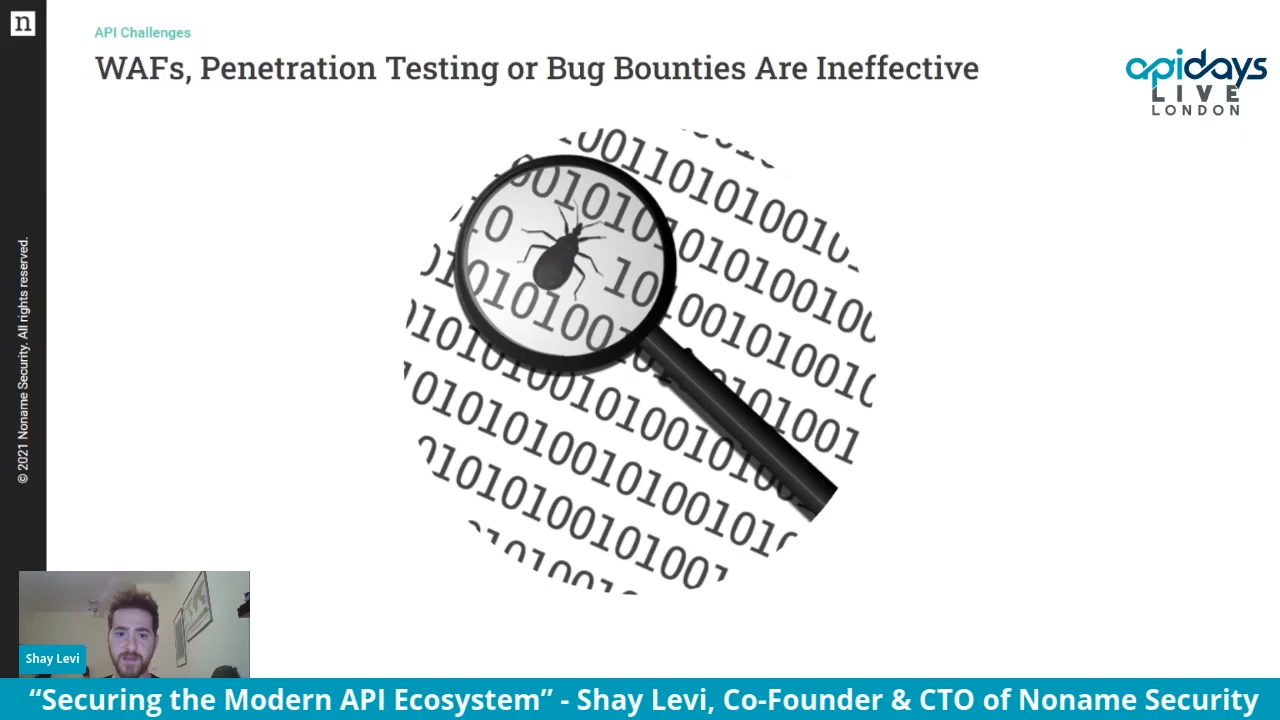 n
API Challenges
WAFs, Penetration Testing or Bug Bounties Are Ineffective
apidays
LIVE
LONDON
© 2021 Noname Security. All rights reserved.
Shay Levi
“Securing the Modern API Ecosystem” - Shay Levi, Co-Founder & CTO of Noname Security